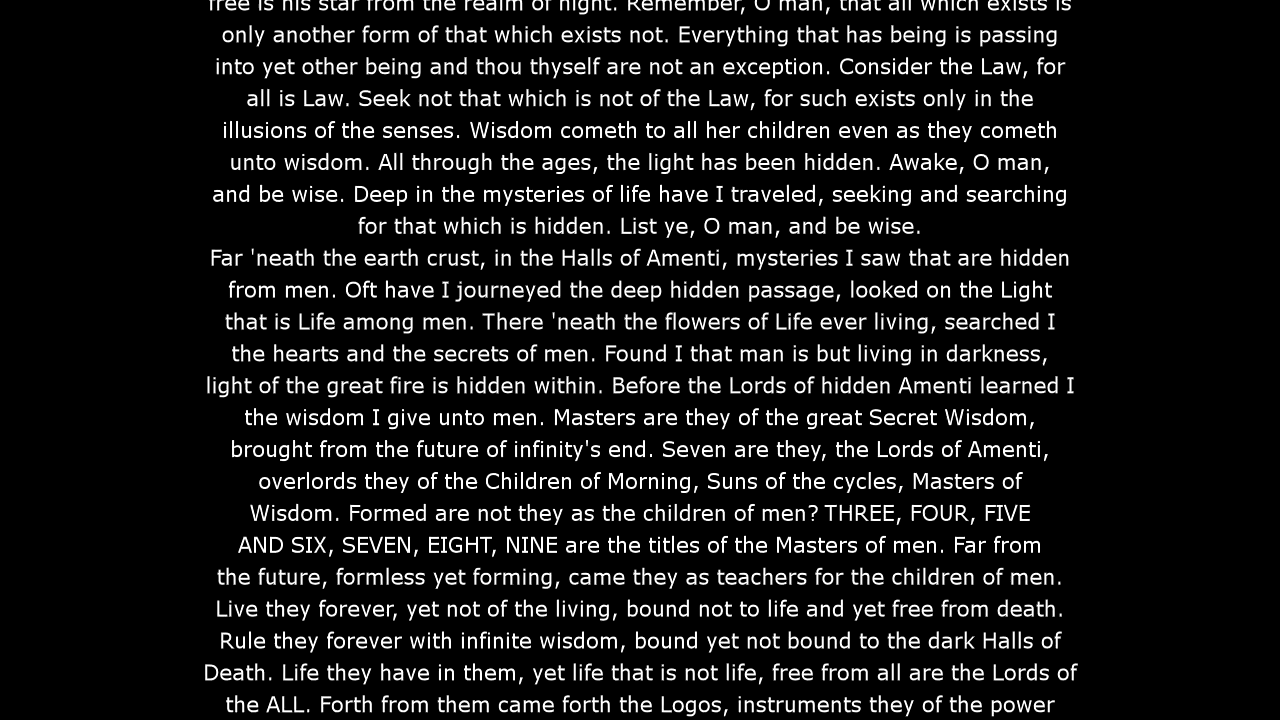 free is his star from the realm of night. Remember, O man, that all which exists is
only another form of that which exists not. Everything that has being is passing
into yet other being and thou thyself are not an exception. Consider the Law, for
all is Law. Seek not that which is not of the Law, for such exists only in the
illusions of the senses. Wisdom cometh to all her children even as they cometh
unto wisdom. All through the ages, the light has been hidden. Awake, O man,
and be wise. Deep in the mysteries of life have I traveled, seeking and searching
for that which is hidden. List ye, O man, and be wise.
Far 'neath the earth crust, in the Halls of Amenti, mysteries I saw that are hidden
from men. Oft have I journeyed the deep hidden passage, looked on the Light
that is Life among men. There 'neath the flowers of Life ever living, searched I
the hearts and the secrets of men. Found I that man is but living in darkness,
light of the great fire is hidden within. Before the Lords of hidden Amenti learned I
the wisdom I give unto men. Masters are they of the great Secret Wisdom,
brought from the future of infinity's end. Seven are they, the Lords of Amenti,
overlords they of the Children of Morning, Suns of the cycles, Masters of
Wisdom. Formed are not they as the children of men? THREE, FOUR, FIVE
AND SIX, SEVEN, EIGHT, NINE are the titles of the Masters of men. Far from
the future, formless yet forming, came they as teachers for the children of men.
Live they forever, yet not of the living, bound not to life and yet free from death.
Rule they forever with infinite wisdom, bound yet not bound to the dark Halls of
Death. Life they have in them, yet life that is not life, free from all are the Lords of
the ALL. Forth from them came forth the Logos, instruments they of the power